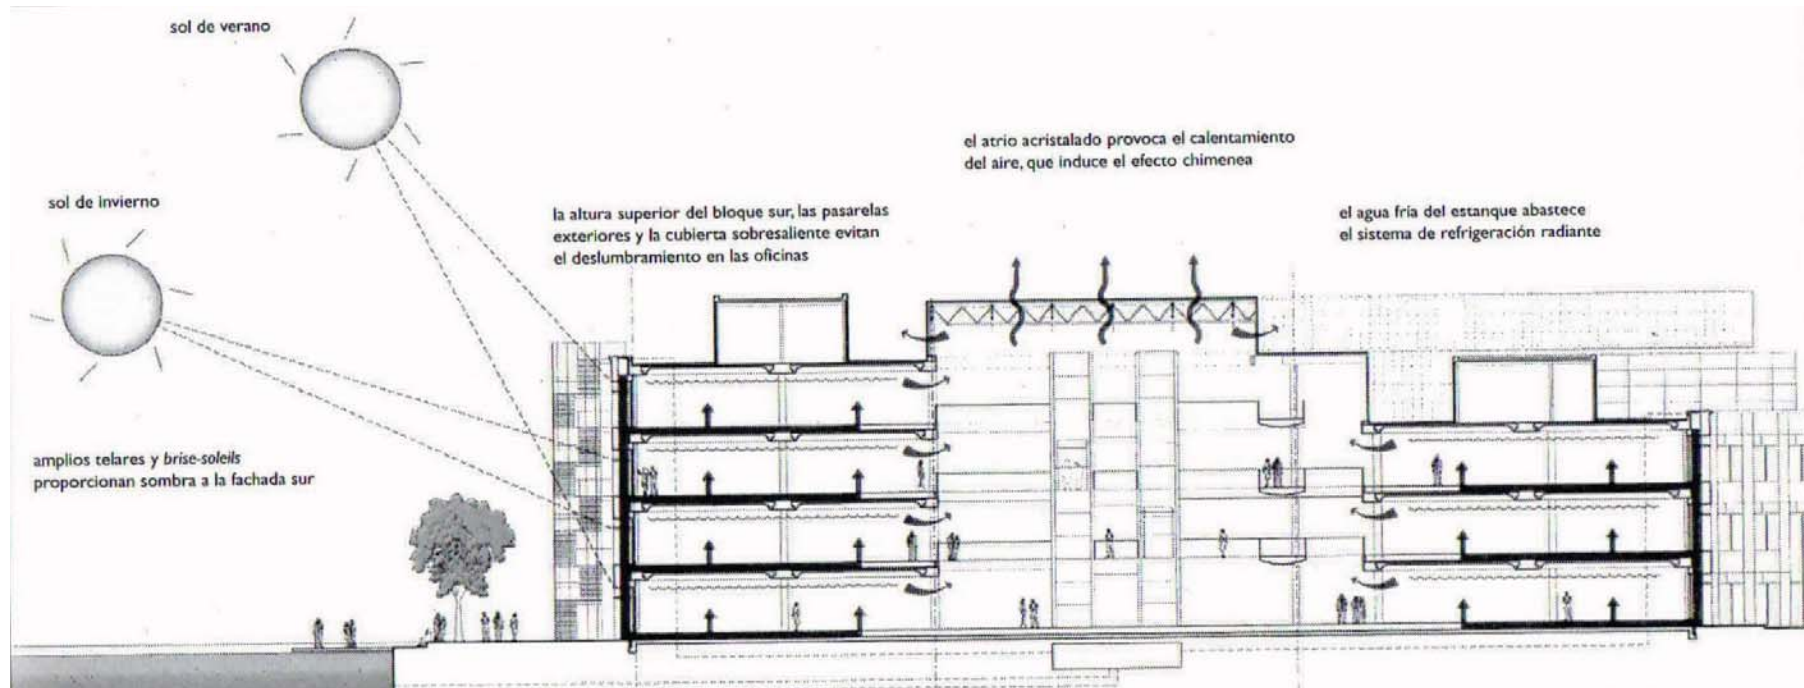 sol de verano
sol de invierno
amplios telares y brise-soleils
proporcionan sombra a la fachada sur
la altura superior del bloque sur, las pasarelas
exteriores y la cubierta sobresaliente evitan
el deslumbramiento en las oficinas
el atrio acristalado provoca el calentamiento
del aire, que induce el efecto chimenea
el agua fría del estanque abastece
el sistema de refrigeración radiante